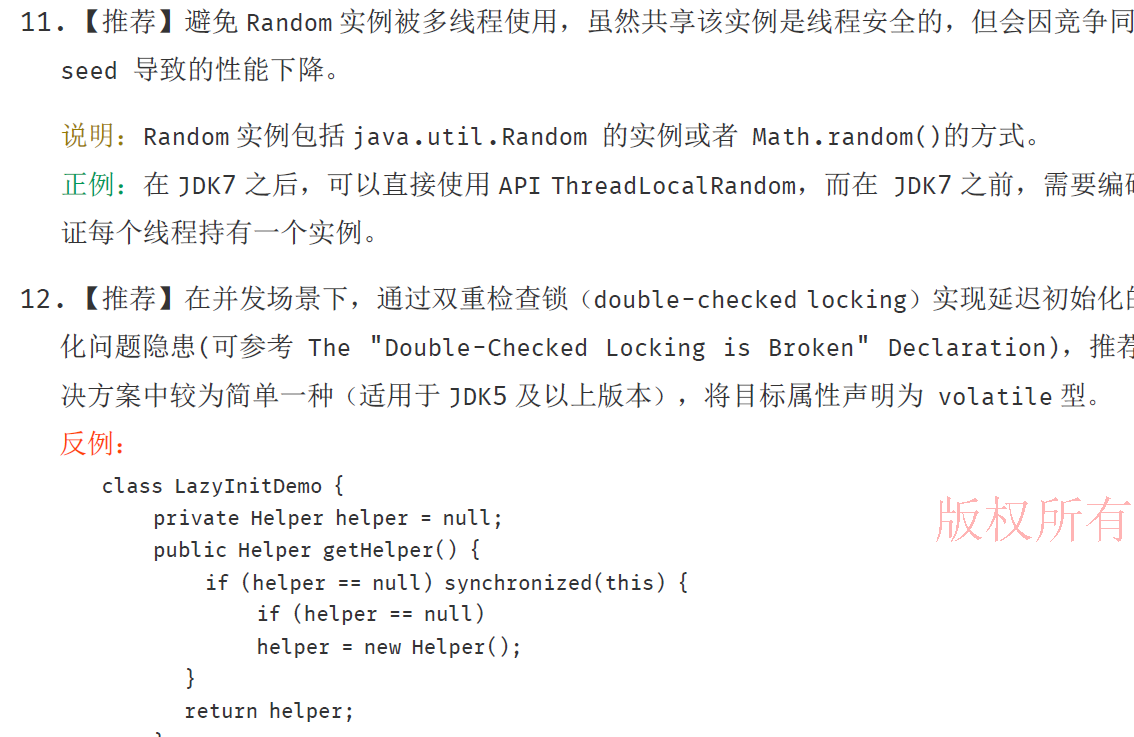 11.【推荐】避免 Random 实例被多线程使用，虽然共享该实例是线程安全的，但会因竞争同
seed 导致的性能下降。
说明：Random 实例包括 java.util.Random 的实例或者 Math.random()的方式。
正例：在 JDK7 之后，可以直接使用 API ThreadLocalRandom，而在 JDK7 之前，需要编码
证每个线程持有一个实例。
12.【推荐】在并发场景下，通过双重检查锁（double-checked locking）实现延迟初始化的
化问题隐患(可参考 The "Double-Checked Locking is Broken" Declaration)，推荐
决方案中较为简单一种（适用于 JDK5 及以上版本），将目标属性声明为 volatile 型。
反例：
class LazyInitDemo {
private Helper helper = null;
public Helper getHelper() {
if (helper == null) synchronized(this) {
版权所有
if (helper == null)
helper = new Helper();
}
return helper;
}